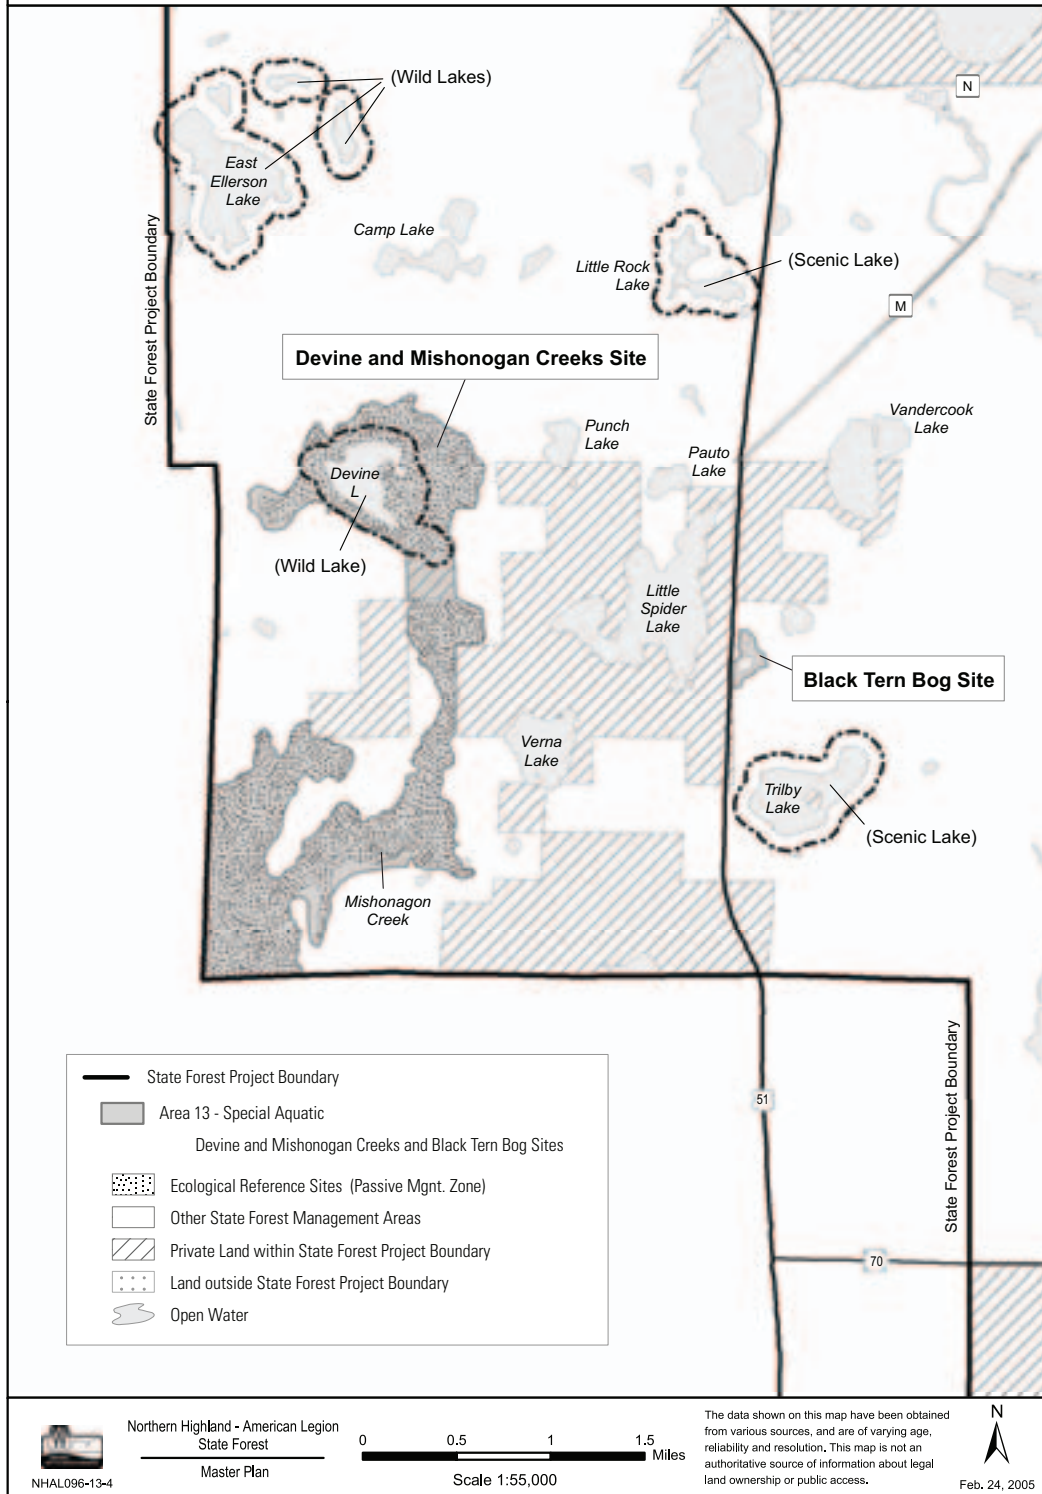 (Wild Lakes)
N
East
Ellerson
Lake
State Forest Project Boundary
Camp Lake
Little Rock
Lake
(Scenic Lake)
M
Devine and Mishonogan Creeks Site
Punch
Lake
Vandercook
Lake
Pauto
Lake
Devine
L
(Wild Lake)
Little
Spider
Lake
Black Tern Bog Site
Verna
Lake
Trilby
Lake
(Scenic Lake)
Mishonagon
Creek
State Forest Project Boundary
State Forest Project Boundary
Area 13 - Special Aquatic
Devine and Mishonogan Creeks and Black Tern Bog Sites
Ecological Reference Sites (Passive Mgnt. Zone)
Other State Forest Management Areas
Private Land within State Forest Project Boundary
Land outside State Forest Project Boundary
Open Water
51
70
NHAL096-13-4
Northern Highland - American Legion
State Forest
Master Plan
0 0.5 1 1.5
Miles
Scale 1:55,000
The data shown on this map have been obtained
from various sources, and are of varying age,
reliability and resolution. This map is not an
authoritative source of information about legal
land ownership or public access.
N
Feb. 24, 2005